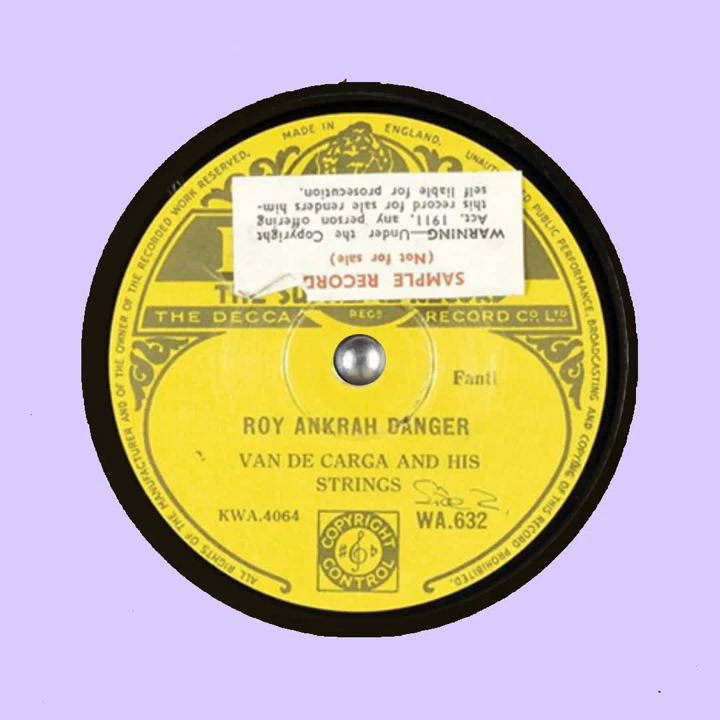 MADE IN ENGLAND.
ALL RIGHTS OF THE MANUFACTURER AND OF THE OWNER OF THE RECORDED WORK RESERVED.
PUBLIC PERFORMANCE, BROADCASTING AND COPYING OF THIS RECORD PROHIBITED.
SAMPLE RECORD
(Not for sale)
WARNING—Under the Copyright
Act, 1911, any person offering
this record for sale renders him-
self liable for prosecution.
THE RECORD
THE DECCA REGD RECORD CO. LTD
Fanti
ROY ANKRAH DANGER
VAN DE CARGA AND HIS
STRINGS
KWA.4064 WA.632
COPYRIGHT
CONTROL